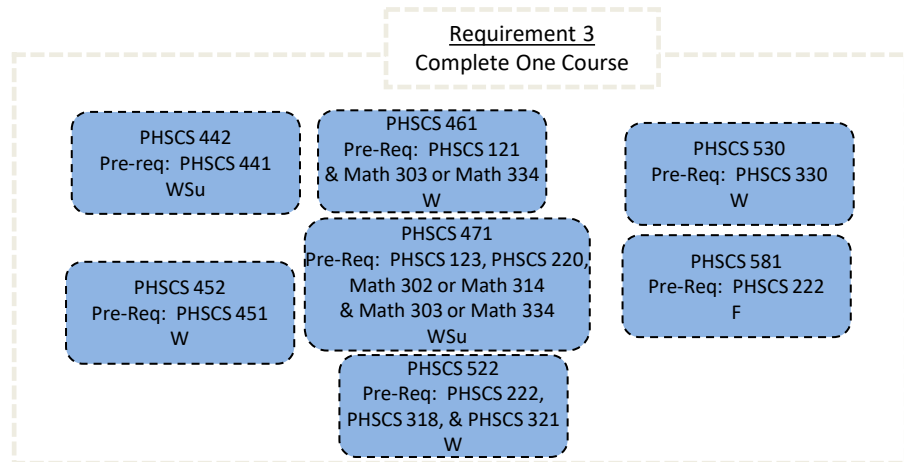 Requirement 3
Complete One Course
PHSCS 442
Pre-req: PHSCS 441
WSu
PHSCS 461
Pre-Req: PHSCS 121
& Math 303 or Math 334
W
PHSCS 530
Pre-Req: PHSCS 330
W
PHSCS 452
Pre-Req: PHSCS 451
W
PHSCS 471
Pre-Req: PHSCS 123, PHSCS 220,
Math 302 or Math 314
& Math 303 or Math 334
WSu
PHSCS 581
Pre-Req: PHSCS 222
F
PHSCS 522
Pre-Req: PHSCS 222,
PHSCS 318, & PHSCS 321
W